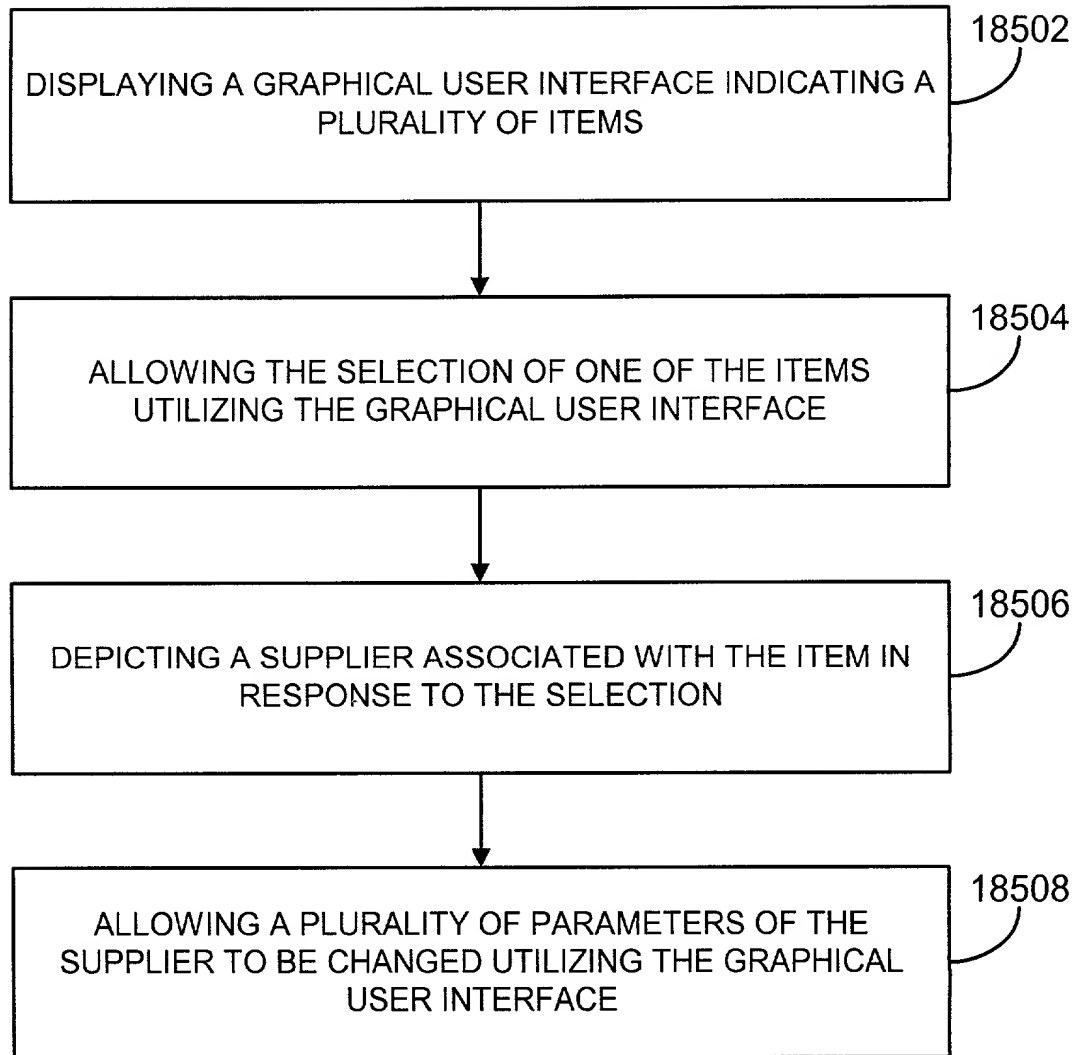 18502
DISPLAYING A GRAPHICAL USER INTERFACE INDICATING A
PLURALITY OF ITEMS
18504
ALLOWING THE SELECTION OF ONE OF THE ITEMS
UTILIZING THE GRAPHICAL USER INTERFACE
18506
DEPICTING A SUPPLIER ASSOCIATED WITH THE ITEM IN
RESPONSE TO THE SELECTION
18508
ALLOWING A PLURALITY OF PARAMETERS OF THE
SUPPLIER TO BE CHANGED UTILIZING THE GRAPHICAL
USER INTERFACE